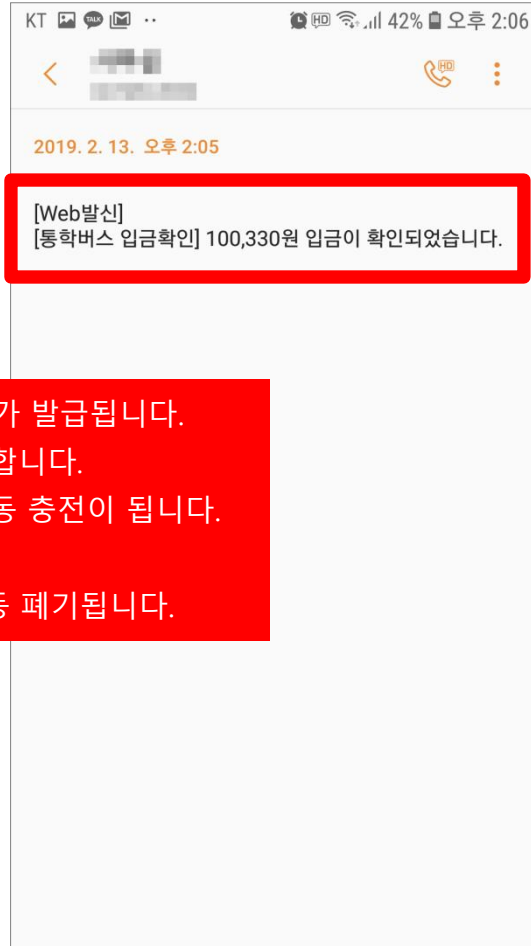 KT
42% 오후 2:06
2019. 2. 13. 오후 2:05
[Web발신]
[통학버스 입금확인] 100,330원 입금이 확인되었습니다.
가 발급됩니다.
합니다.
동 충전이 됩니다.
동 폐기됩니다.